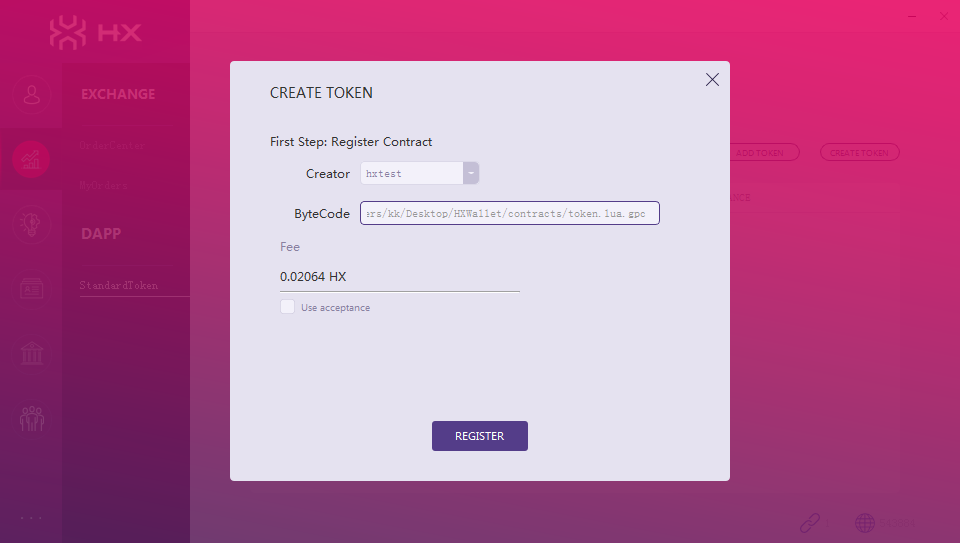 HX
EXCHANGE
OrderCenter
MyOrders
DAPP
StandardToken
ADD TOKEN
CREATE TOKEN
CREATE TOKEN
First Step: Register Contract
Creator
hxtest
ByteCode
ers/kk/Desktop/HXWallet/contracts/token.lua.gpc
Fee
0.02064 HX
Use acceptance
REGISTER